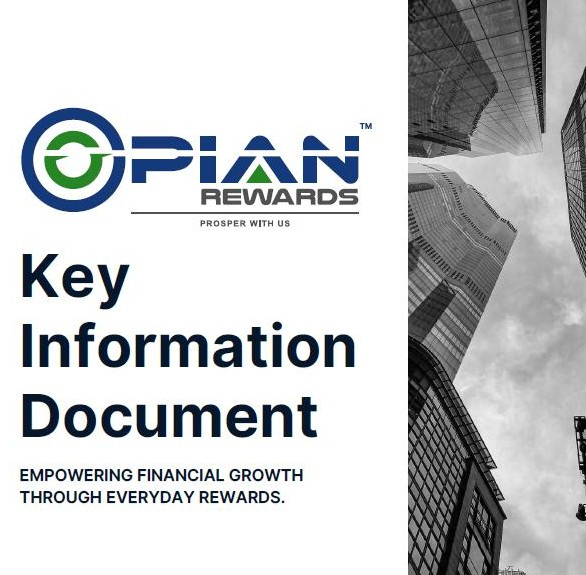 OPIAN™
REWARDS
PROSPER WITH US
Key
Information
Document
EMPOWERING FINANCIAL GROWTH
THROUGH EVERYDAY REWARDS.